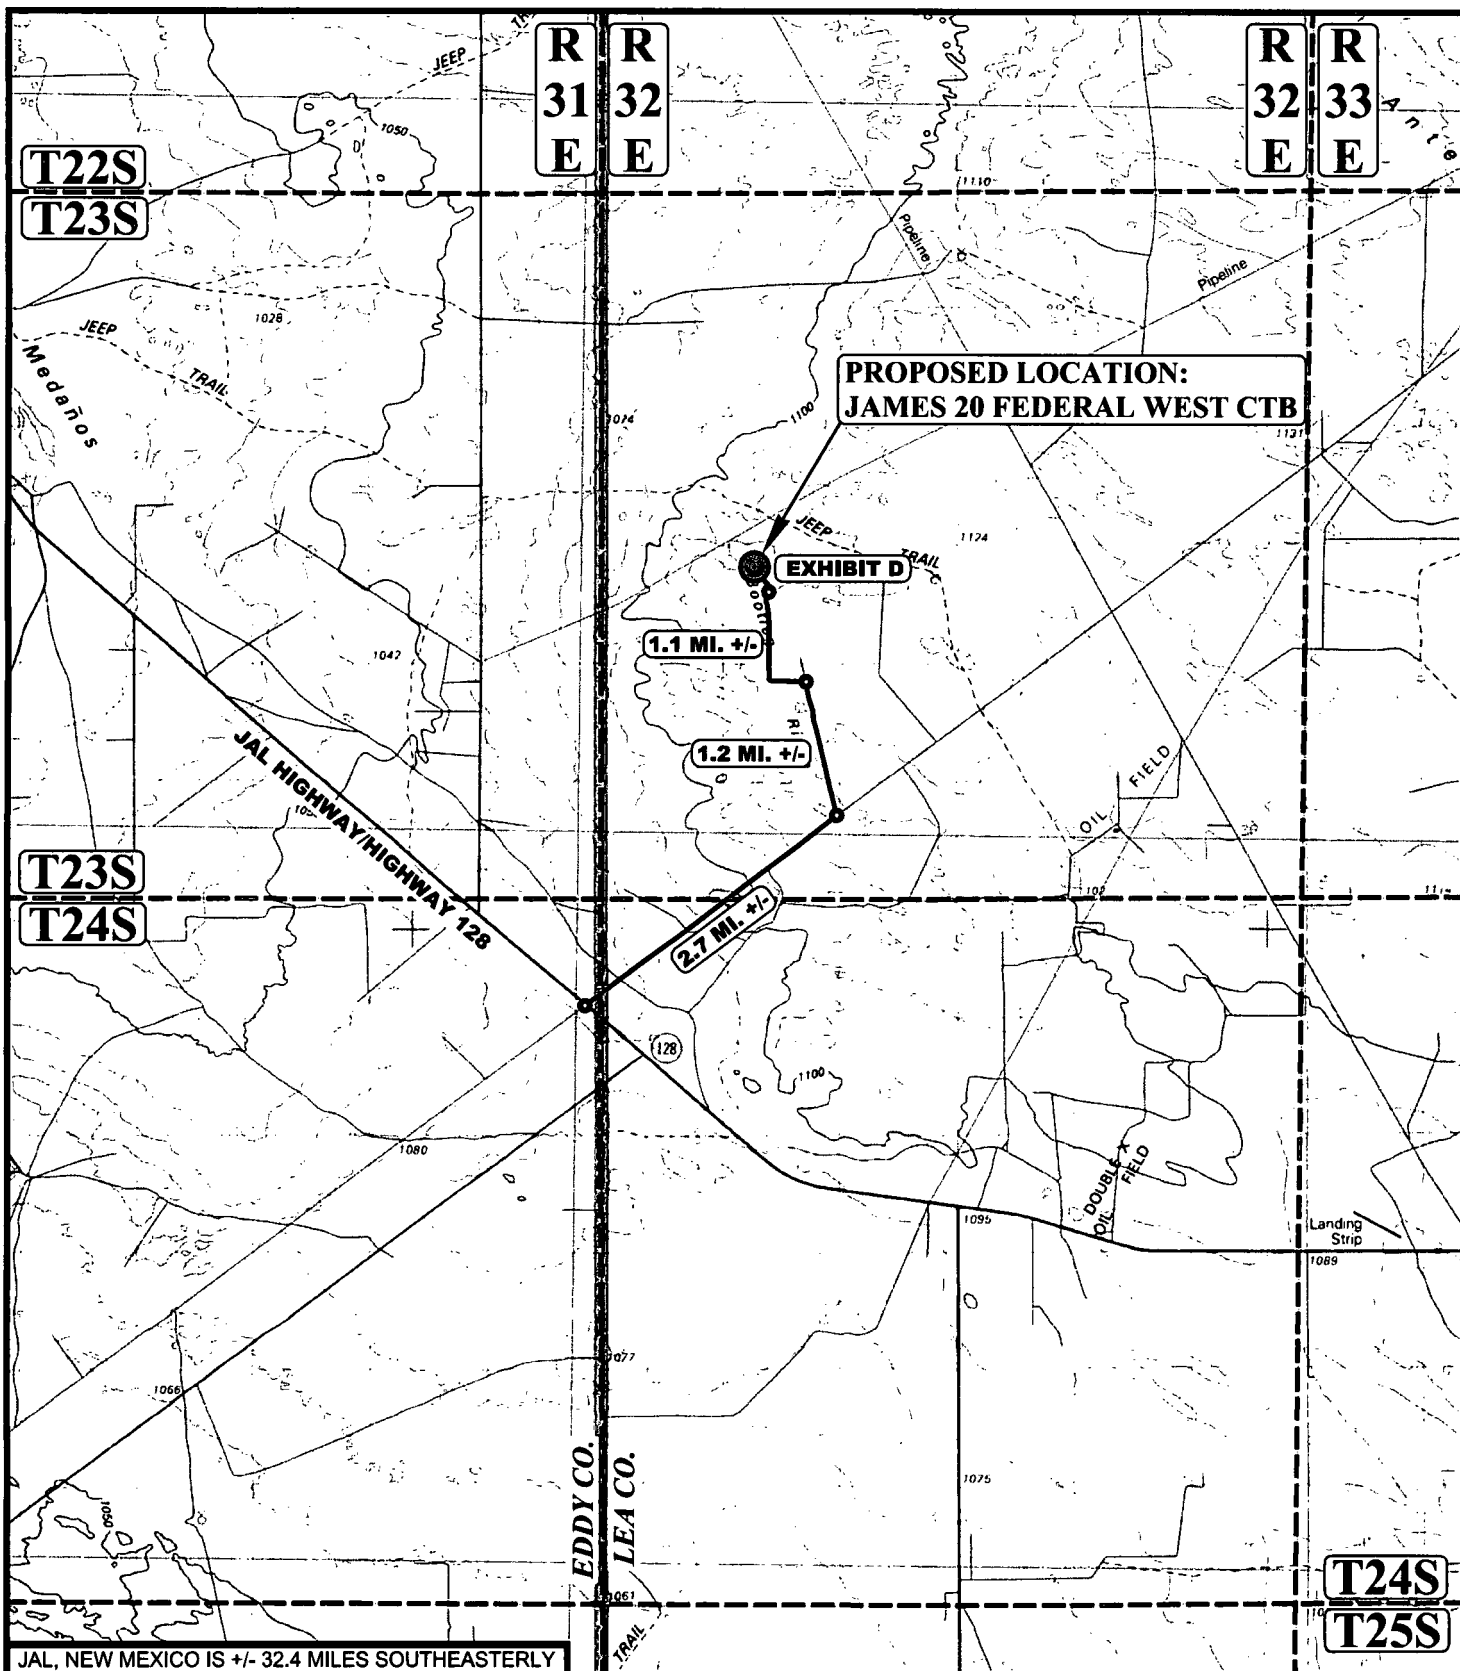 R
31
E
R
32
E
R
32
E
R
33
E
JEEP
1050
T22S
T23S
1110
Pipeline
Pipeline
1028
JEEP
TRAIL
Medaños
PROPOSED LOCATION:
JAMES 20 FEDERAL WEST CTB
1100
1074
1131
JEEP
TRAIL
1124
EXHIBIT D
1.1 MI. +/-
1042
1.2 MI. +/-
JAL HIGHWAY/HIGHWAY 128
OIL FIELD
T23S
T24S
2.7 MI. +/-
128
1100
1080
DOUBLE X
OIL FIELD
1095
Landing
Strip
1089
1077
1066
1075
1050
EDDY CO.
LEA CO.
1061
TRAIL
T24S
T25S
JAL, NEW MEXICO IS +/- 32.4 MILES SOUTHEASTERLY